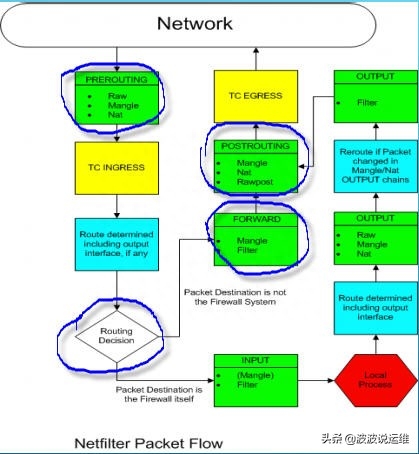 Network
PREROUTING
• Raw
• Mangle
• Nat
TC INGRESS
Route determined
including output
interface, if any
Routing
Decision
Packet Destination is
the Firewall itself
TC EGRESS
POSTROUTING
• Mangle
• Nat
• Rawpost
FORWARD
• Mangle
• Filter
Packet Destination is not
the Firewall System
INPUT
• (Mangle)
• Filter
OUTPUT
• Filter
Reroute if Packet
changed in
Mangle/Nat
OUTPUT chains
OUTPUT
• Raw
• Mangle
• Nat
Route determined
including output
interface
Local
Process
Netfilter Packet Flow
头条 @波波说运维